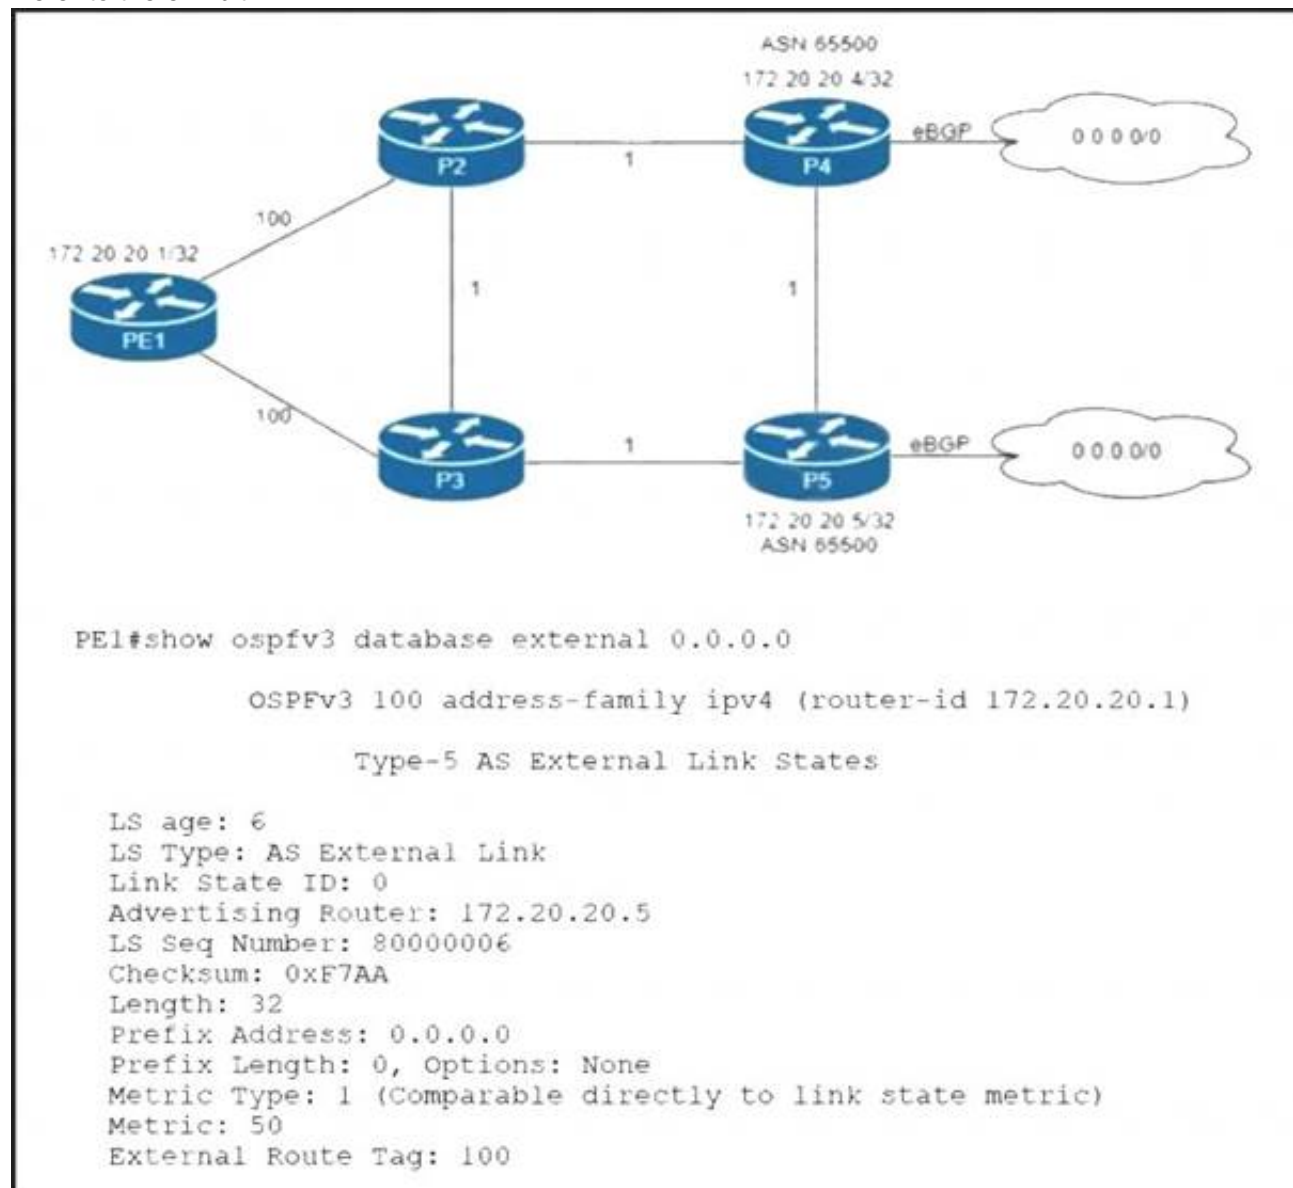 ASN 65500
172 20 20 4/32
P2
1
P4
eBGP
0 0 0 0/0
100
172 20 20 1/32
PE1
1
1
100
P3
1
P5
eBGP
0 0 0 0/0
172 20 20 5/32
ASN 65500
PE1#show ospfv3 database external 0.0.0.0
OSPFv3 100 address-family ipv4 (router-id 172.20.20.1)
Type-5 AS External Link States
LS age: 6
LS Type: AS External Link
Link State ID: 0
Advertising Router: 172.20.20.5
LS Seq Number: 80000006
Checksum: 0xF7AA
Length: 32
Prefix Address: 0.0.0.0
Prefix Length: 0, Options: None
Metric Type: 1 (Comparable directly to link state metric)
Metric: 50
External Route Tag: 100